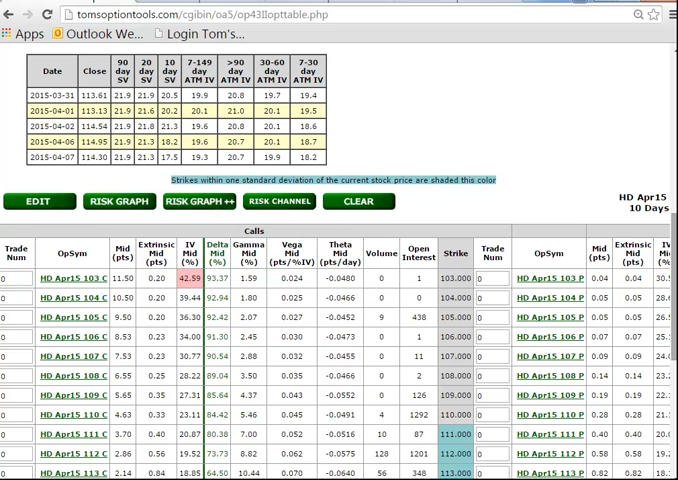 tomsoptiontools.com/cgibin/oa5/op43IIopttable.php
Apps Outlook We... Login Tom's...
Date Close 90 day SV 20 day SV 10 day SV 7-149 day ATM IV >90 day ATM IV 30-60 day ATM IV 7-30 day ATM IV
2015-03-31 113.61 21.9 21.9 20.5 19.9 20.8 19.7 19.4
2015-04-01 113.13 21.9 21.6 20.2 20.1 21.0 20.1 19.5
2015-04-02 114.54 21.9 21.8 21.3 19.6 20.8 20.1 18.6
2015-04-06 114.95 21.9 21.3 18.2 19.6 20.7 20.1 18.7
2015-04-07 114.30 21.9 21.3 17.5 19.3 20.7 19.9 18.2
Strikes within one standard deviation of the current stock price are shaded this color
EDIT RISK GRAPH RISK GRAPH ++ RISK CHANNEL CLEAR
HD Apr15
10 Days
Calls
Trade Num OpSym Mid (pts) Extrinsic Mid (pts) IV Mid (%) Delta Mid (%) Gamma Mid (%) Vega Mid (pts/%IV) Theta Mid (pts/day) Volume Open Interest Strike Trade Num OpSym Mid (pts) Extrinsic Mid (pts) IV Mid (%)
0 HD Apr15 103 C 11.50 0.20 42.59 93.37 1.59 0.024 -0.0480 0 1 103.000 0 HD Apr15 103 P 0.04 0.04 30.
0 HD Apr15 104 C 10.50 0.20 39.44 92.94 1.80 0.025 -0.0466 0 0 104.000 0 HD Apr15 104 P 0.05 0.05 28.
0 HD Apr15 105 C 9.50 0.20 36.30 92.42 2.07 0.027 -0.0452 9 438 105.000 0 HD Apr15 105 P 0.05 0.05 26.
0 HD Apr15 106 C 8.53 0.23 34.00 91.30 2.45 0.030 -0.0473 0 1 106.000 0 HD Apr15 106 P 0.07 0.07 25.
0 HD Apr15 107 C 7.53 0.23 30.77 90.54 2.88 0.032 -0.0455 0 11 107.000 0 HD Apr15 107 P 0.09 0.09 24.
0 HD Apr15 108 C 6.55 0.25 28.22 89.04 3.50 0.035 -0.0466 0 2 108.000 0 HD Apr15 108 P 0.14 0.14 23.
0 HD Apr15 109 C 5.65 0.35 27.31 85.64 4.37 0.043 -0.0552 0 126 109.000 0 HD Apr15 109 P 0.19 0.19 22.
0 HD Apr15 110 C 4.63 0.33 23.11 84.42 5.46 0.045 -0.0491 4 1292 110.000 0 HD Apr15 110 P 0.28 0.28 21.
0 HD Apr15 111 C 3.70 0.40 20.87 80.38 7.00 0.052 -0.0516 10 87 111.000 0 HD Apr15 111 P 0.40 0.40 20.
0 HD Apr15 112 C 2.86 0.56 19.52 73.73 8.82 0.062 -0.0575 128 1201 112.000 0 HD Apr15 112 P 0.58 0.58 19.
0 HD Apr15 113 C 2.14 0.84 18.85 64.50 10.44 0.070 -0.0640 56 348 113.000 0 HD Apr15 113 P 0.82 0.82 18.